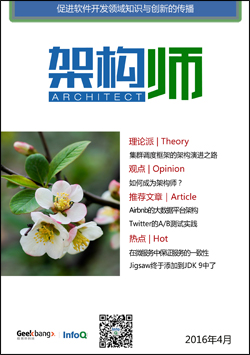 促进软件开发领域知识与创新的传播
架构师
ARCHITECT
理论派 | Theory
集群调度框架的架构演进之路
观点 | Opinion
如何成为架构师？
推荐文章 | Article
Airbnb的大数据平台架构
Twitter的A/B测试实践
热点 | Hot
在微服务中保证服务的一致性
Jigsaw终于添加到JDK 9中了
Geekbang>
InfoQ
2016年4月